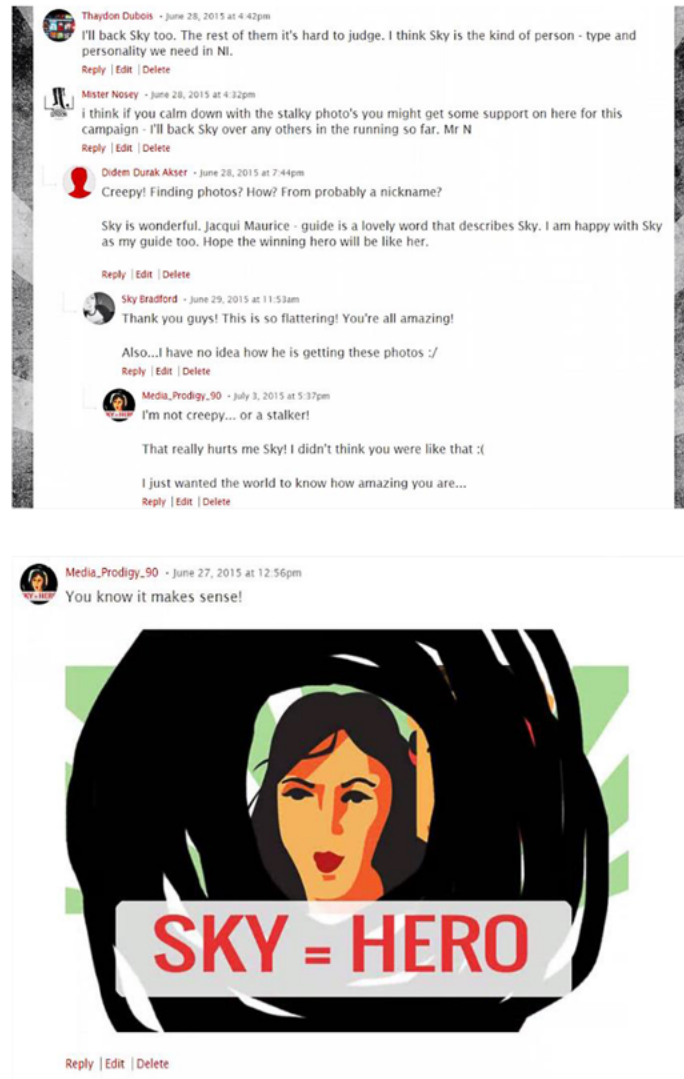 Thaydon Dubois - June 28, 2015 at 4:42pm
I'll back Sky too. The rest of them it's hard to judge. I think Sky is the kind of person - type and
personality we need in NI.
Reply | Edit | Delete
Mister Nosey - June 28, 2015 at 4:32pm
i think if you calm down with the stalky photo's you might get some support on here for this
campaign - I'll back Sky over any others in the running so far. Mr N
Reply | Edit | Delete
Didem Durak Akser - June 28, 2015 at 7:44pm
Creepy! Finding photos? How? From probably a nickname?
Sky is wonderful. Jacqui Maurice - guide is a lovely word that describes Sky. I am happy with Sky
as my guide too. Hope the winning hero will be like her.
Reply | Edit | Delete
Sky Bradford - June 29, 2015 at 11:53am
Thank you guys! This is so flattering! You're all amazing!
Also...I have no idea how he is getting these photos :/
Reply | Edit | Delete
Media_Prodigy_90 - July 3, 2015 at 5:37pm
I'm not creepy... or a stalker!
That really hurts me Sky! I didn't think you were like that :(
I just wanted the world to know how amazing you are...
Reply | Edit | Delete
Media_Prodigy_90 - June 27, 2015 at 12:56pm
You know it makes sense!
SKY = HERO
Reply | Edit | Delete